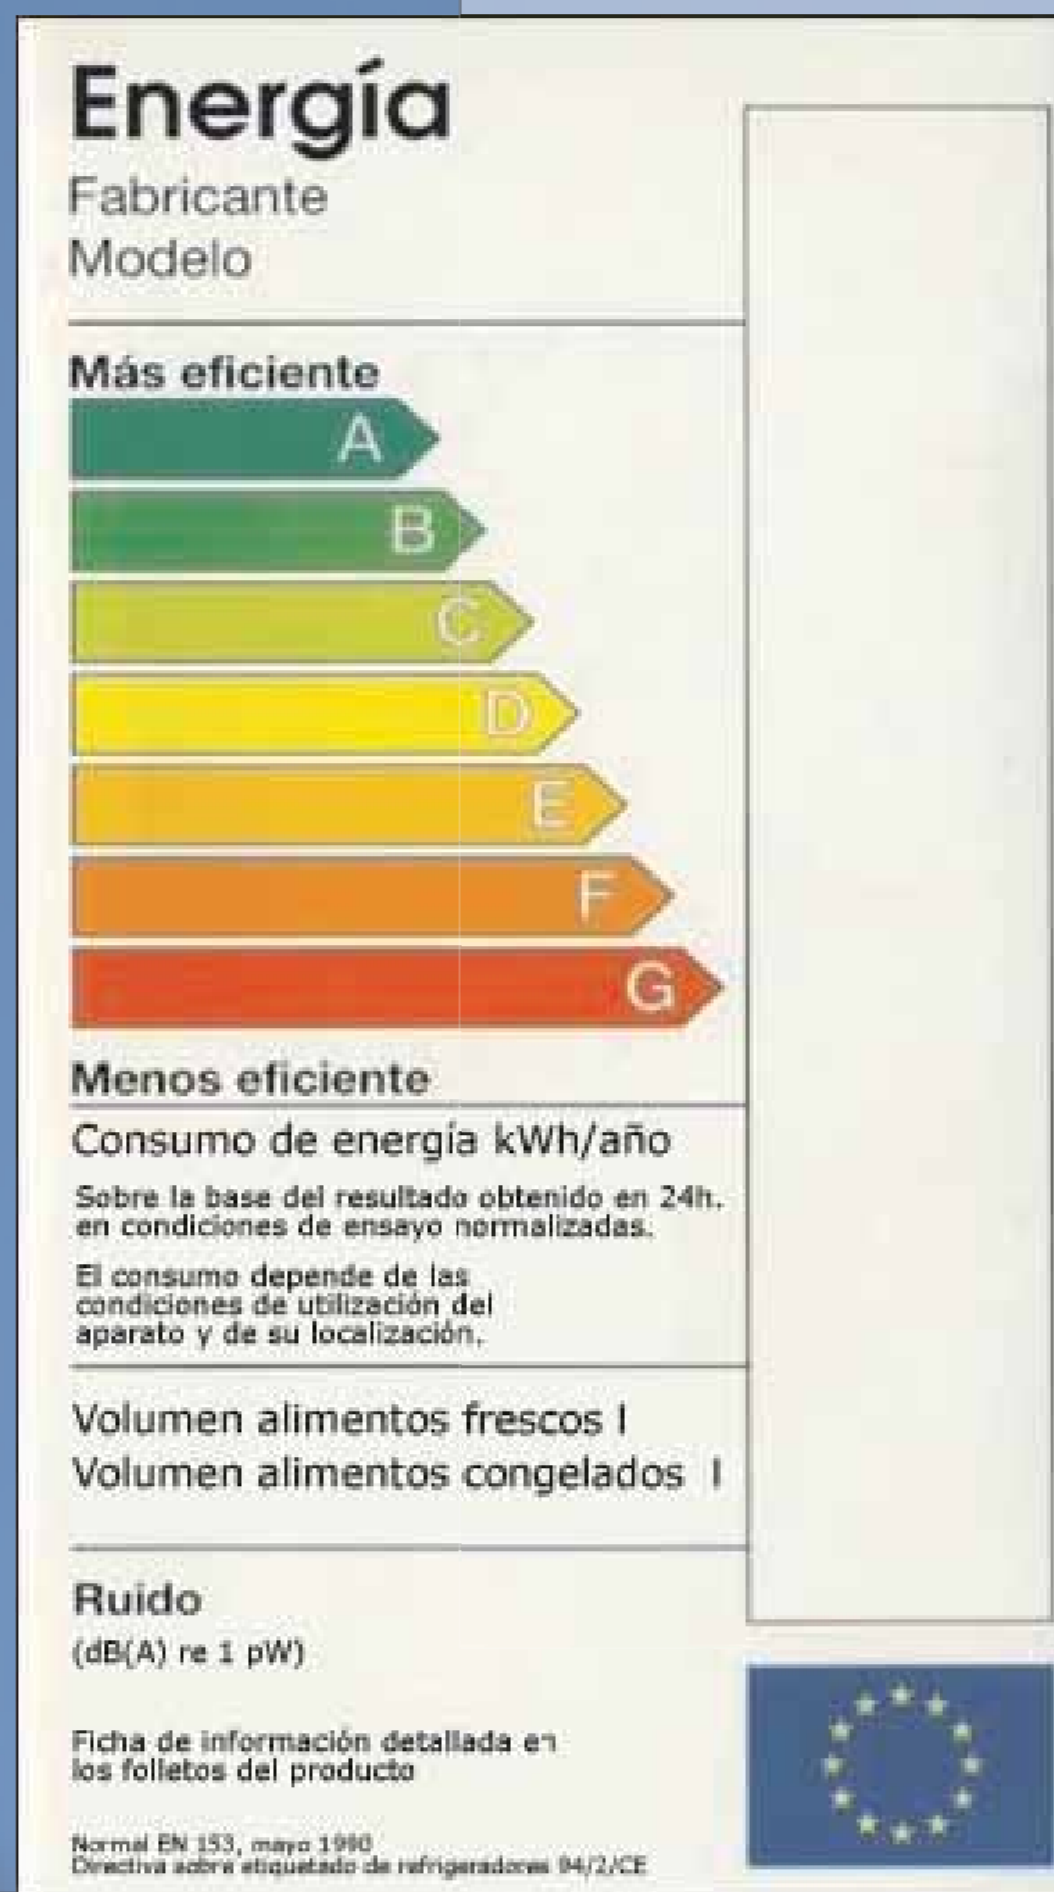 Energía
Fabricante
Modelo
Más eficiente
A
B
C
D
E
F
G
Menos eficiente
Consumo de energía kWh/año
Sobre la base del resultado obtenido en 24h.
en condiciones de ensayo normalizadas.
El consumo depende de las
condiciones de utilización del
aparato y de su localización.
Volumen alimentos frescos l
Volumen alimentos congelados l
Ruido
(dB(A) re 1 pW)
Ficha de información detallada en
los folletos del producto
Normal EN 153, mayo 1990
Directiva sobre etiquetado de refrigeradores 94/2/CE